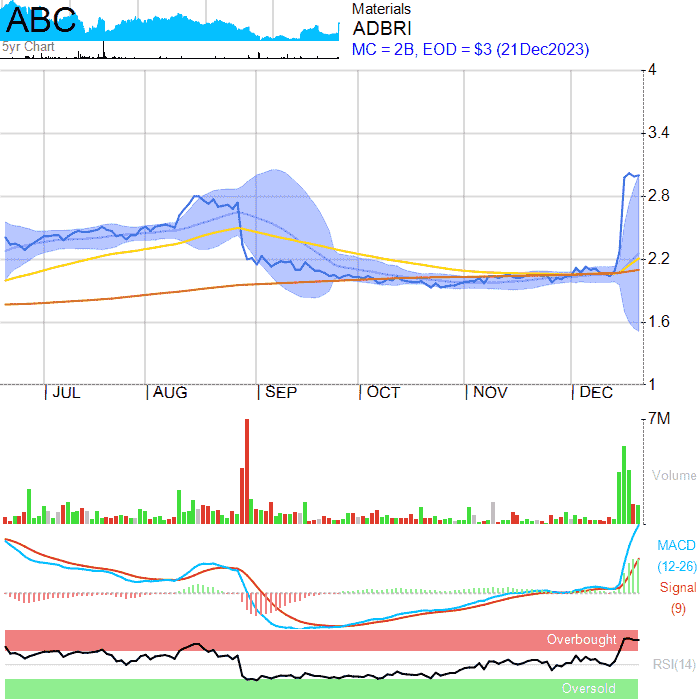 ABC
5yr Chart
Materials
ADBRI
MC = 2B, EOD = $3 (21Dec2023)
4
3.4
2.8
2.2
1.6
1
JUL AUG SEP OCT NOV DEC
7M
Volume
MACD
(12-26)
Signal
(9)
Overbought
RSI(14)
Oversold